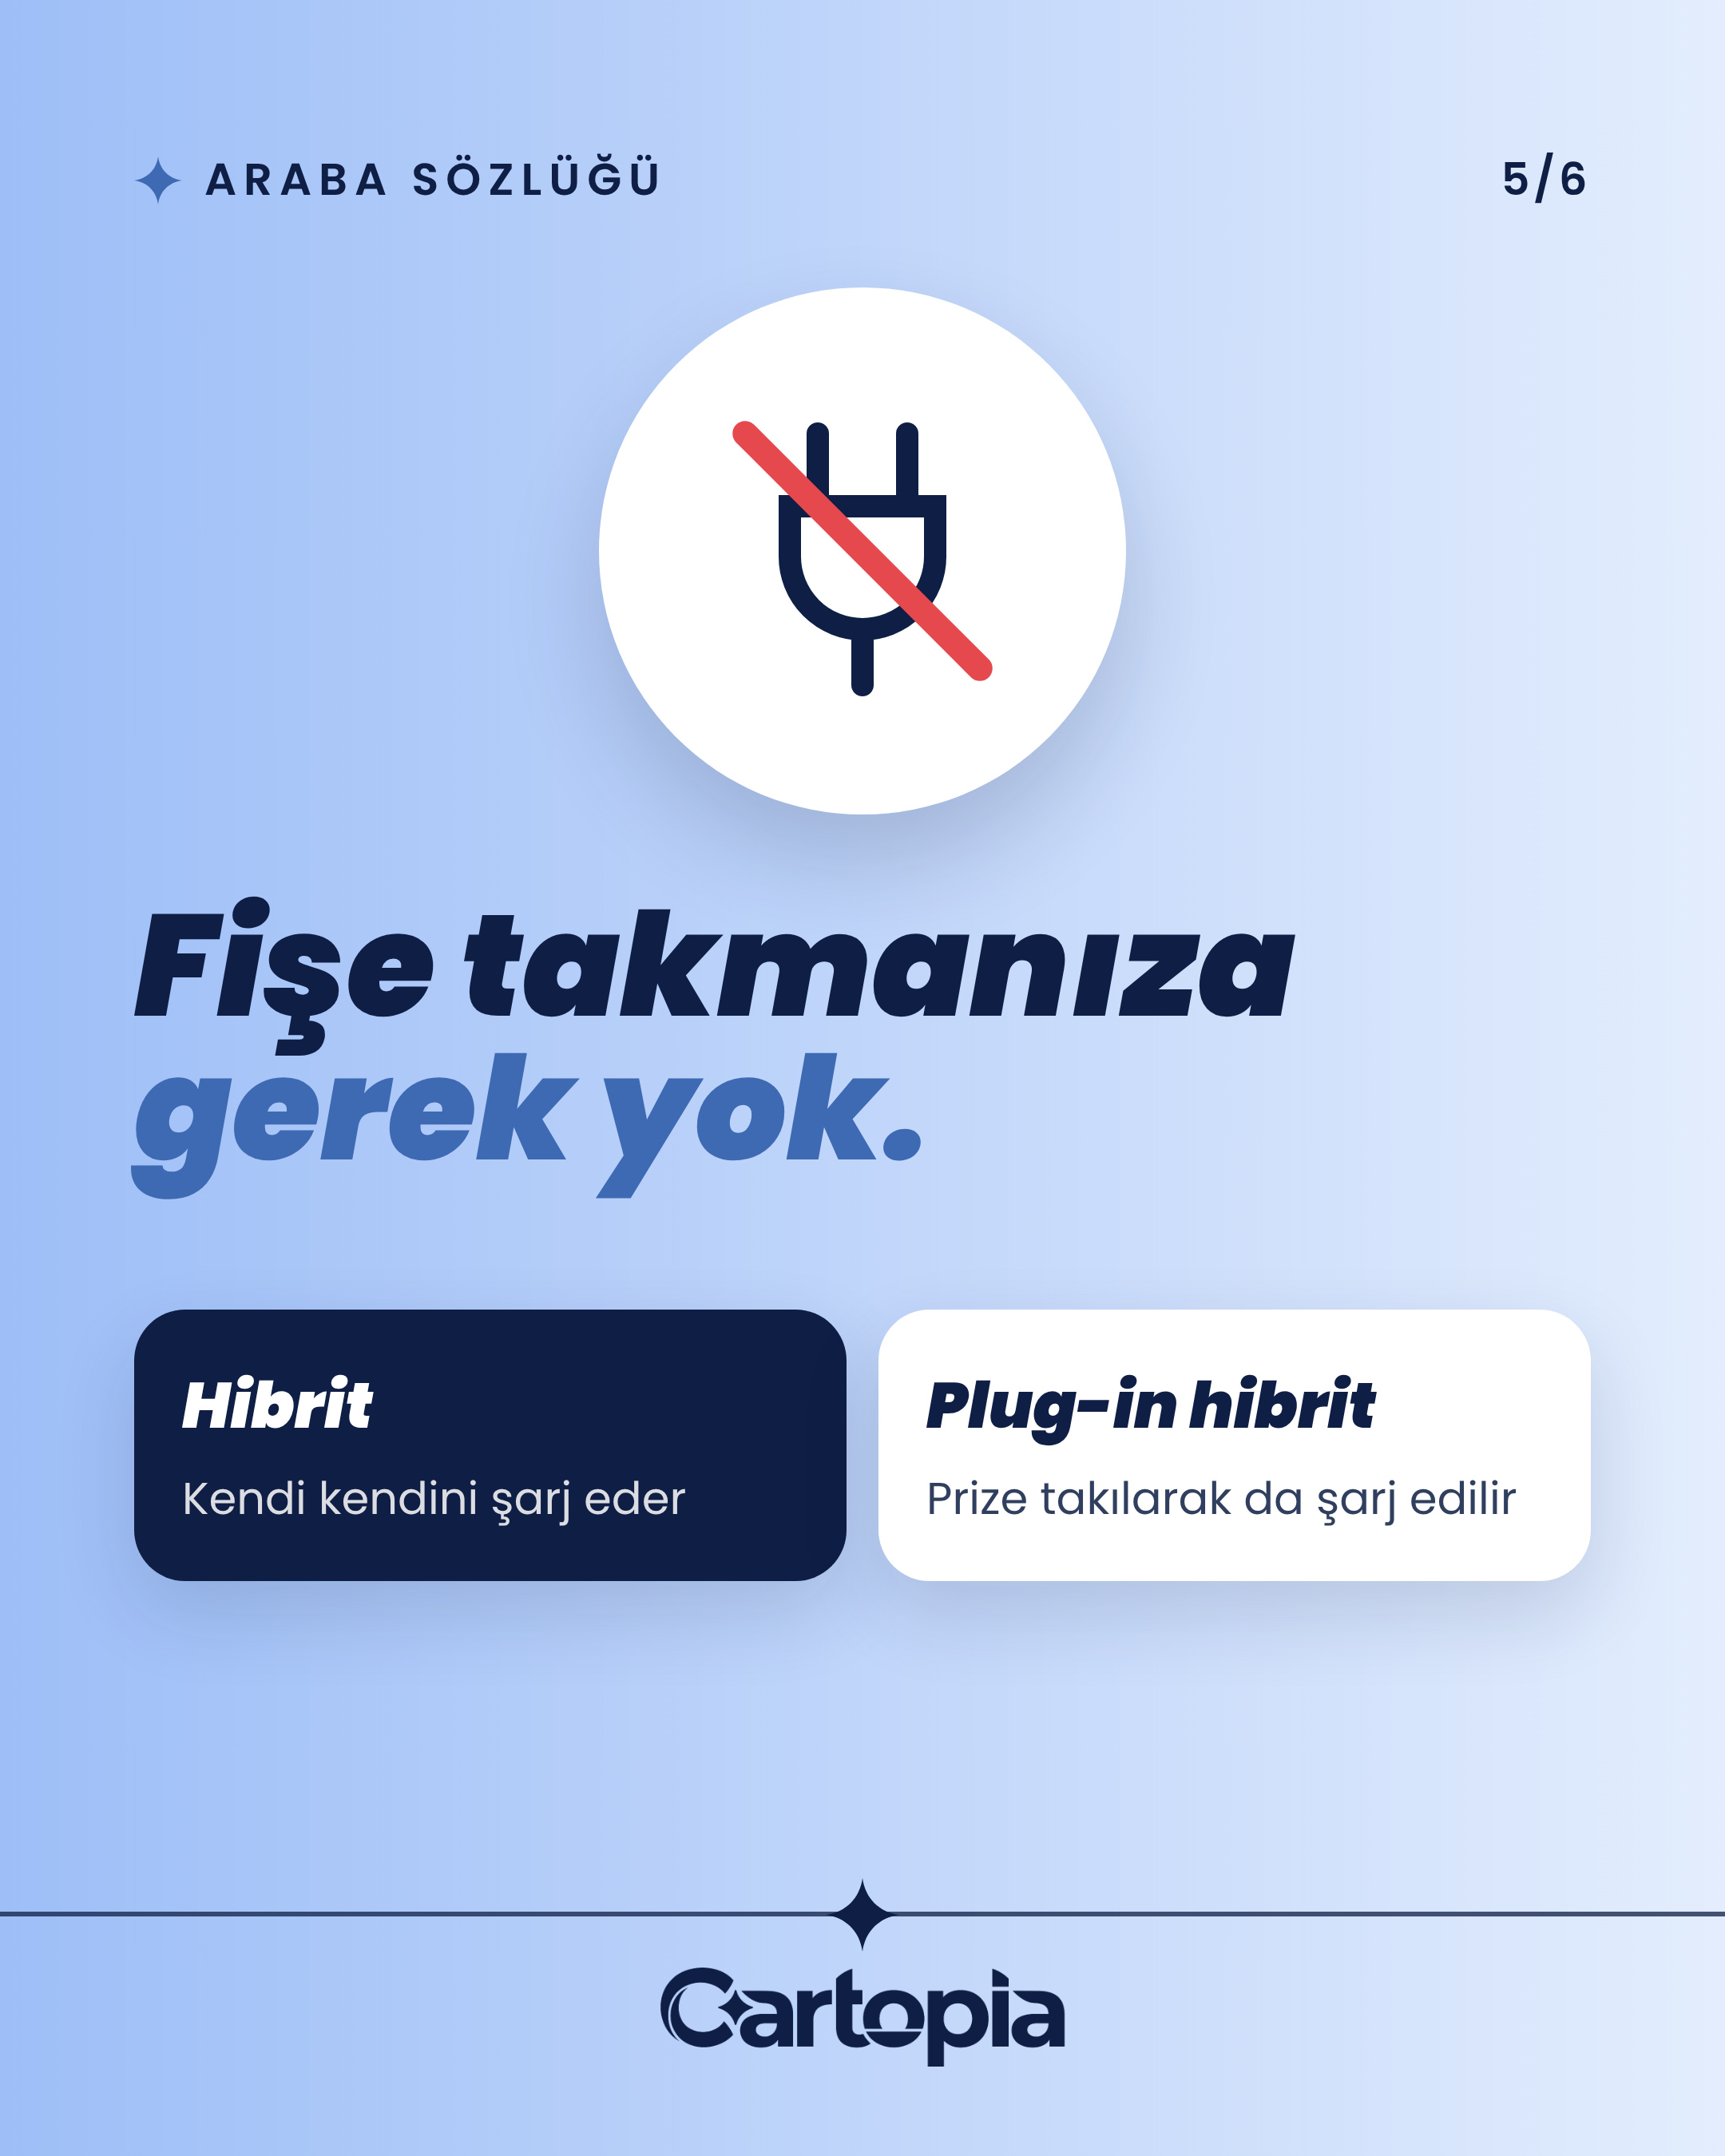 ARABA SÖZLÜĞÜ
5/6
Fişe takmanıza
gerek yok.
Hibrit
Kendi kendini şarj eder
Plug-in hibrit
Prize takılarak da şarj edilir
Cartopia